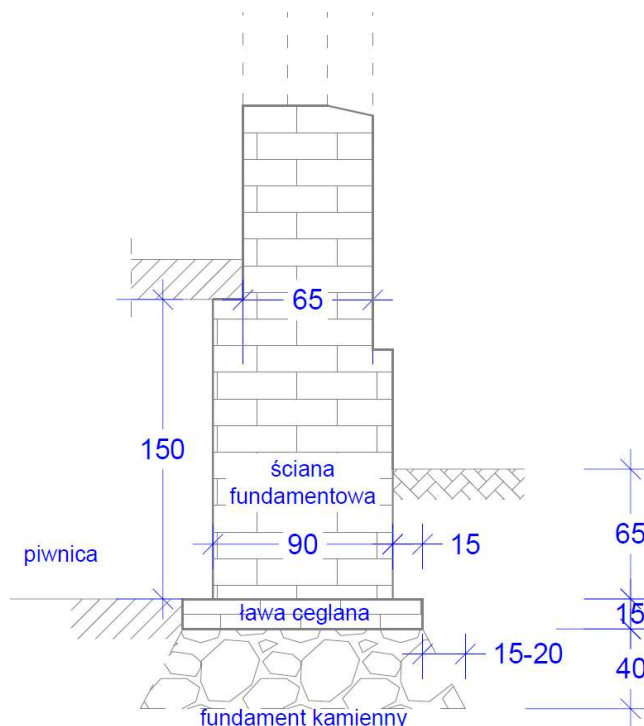 65
150
ściana
fundamentowa
65
90
15
piwnica
ława ceglana
15
15-20
40
fundament kamienny